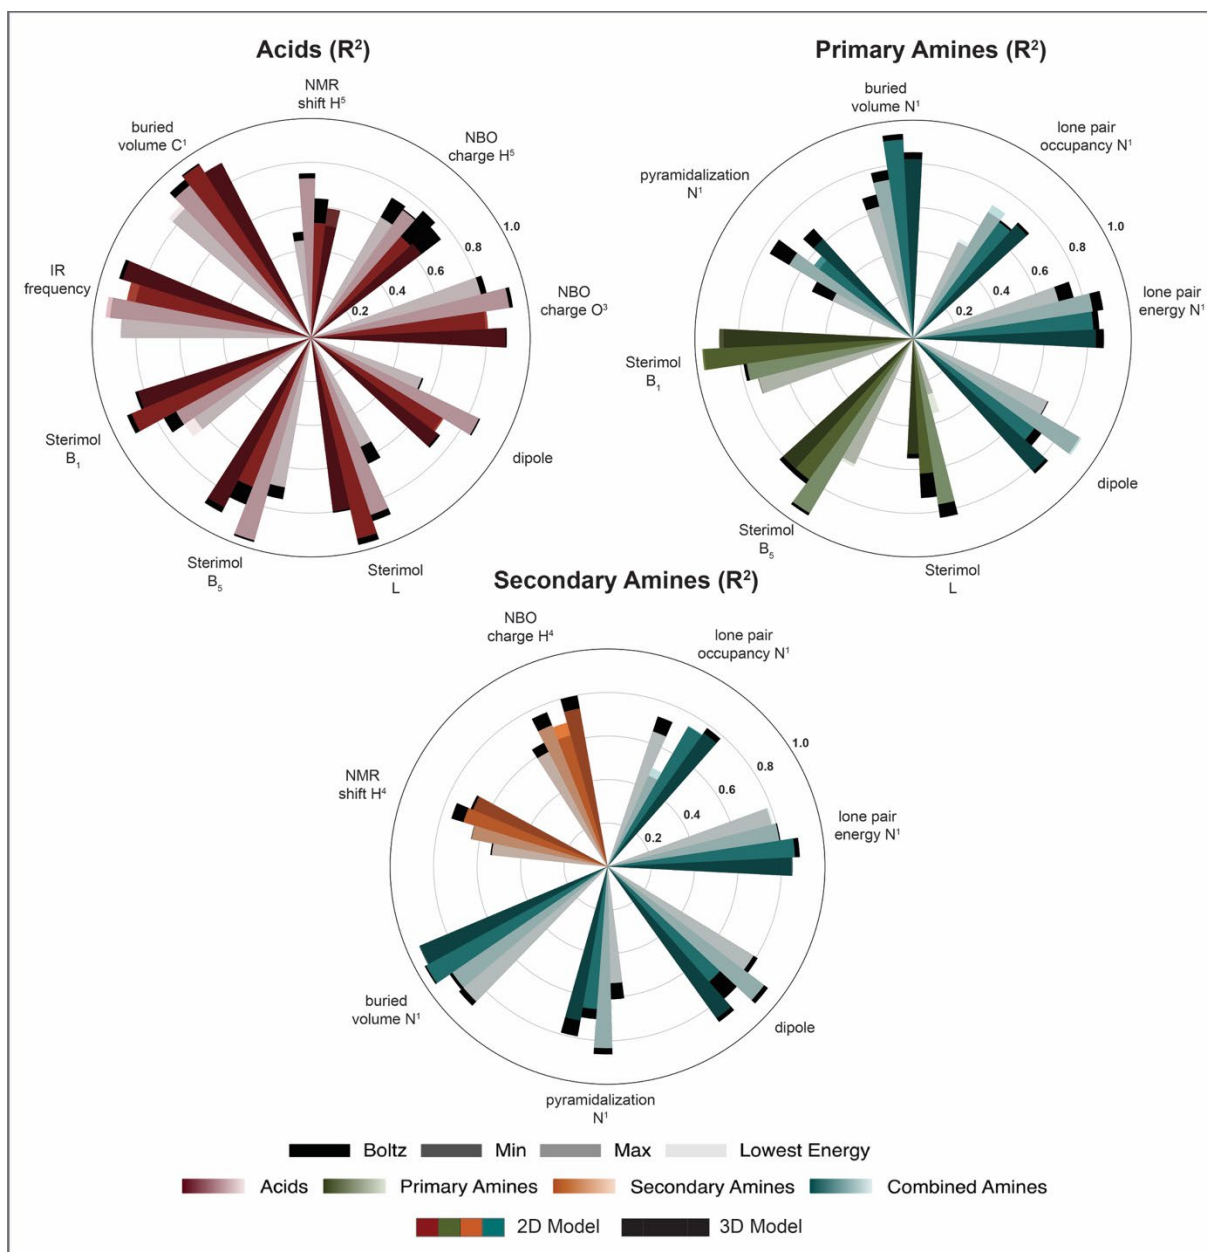 Acids (R²)
NMR
shift H⁵
NBO
charge H⁵
1.0
0.8
0.6
0.4
0.2
NBO
charge O³
dipole
Sterimol
L
Sterimol
B₅
Sterimol
B₁
IR
frequency
buried
volume C¹
Primary Amines (R²)
buried
volume N¹
lone pair
occupancy N¹
1.0
0.8
0.6
0.4
0.2
lone pair
energy N¹
dipole
Sterimol
L
Sterimol
B₅
Sterimol
B₁
pyramidalization
N¹
Secondary Amines (R²)
NBO
charge H⁴
lone pair
occupancy N¹
1.0
0.8
0.6
0.4
0.2
lone pair
energy N¹
dipole
pyramidalization
N¹
buried
volume N¹
NMR
shift H⁴
Boltz Min Max Lowest Energy
Acids Primary Amines Secondary Amines Combined Amines
2D Model 3D Model